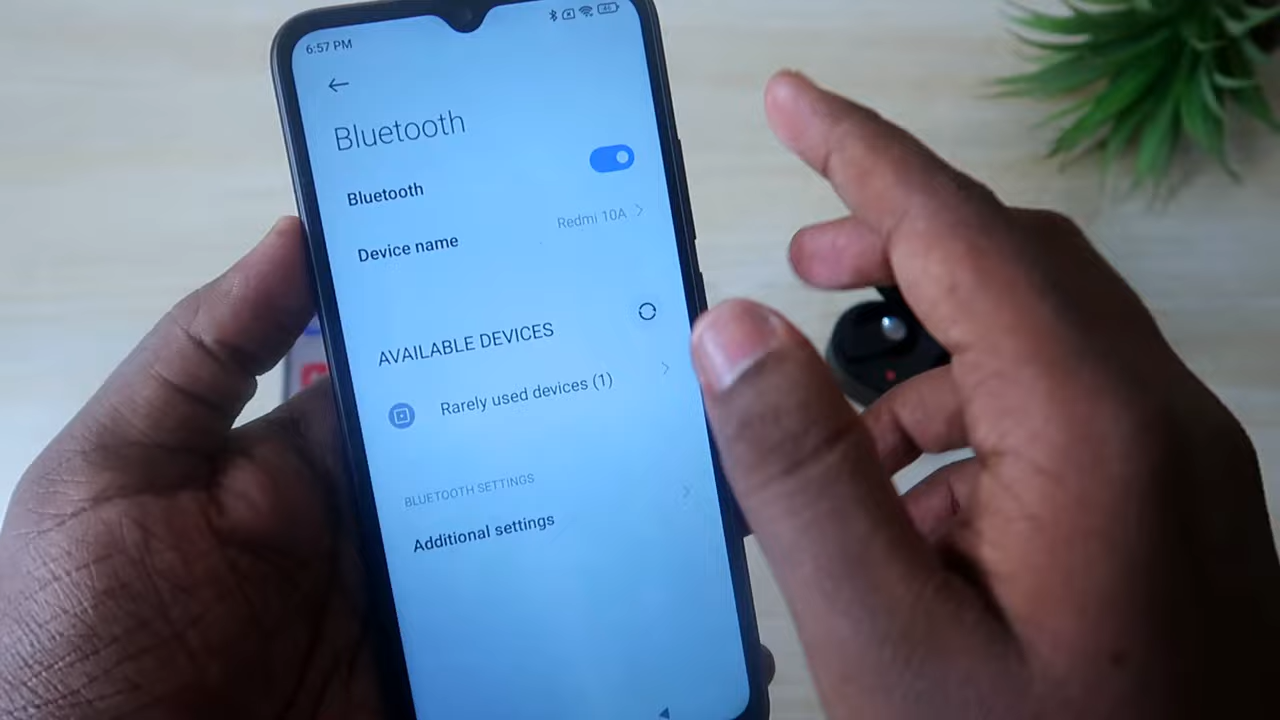 6:57 PM
Bluetooth
Bluetooth
Device name
Redmi 10A
AVAILABLE DEVICES
Rarely used devices (1)
BLUETOOTH SETTINGS
Additional settings